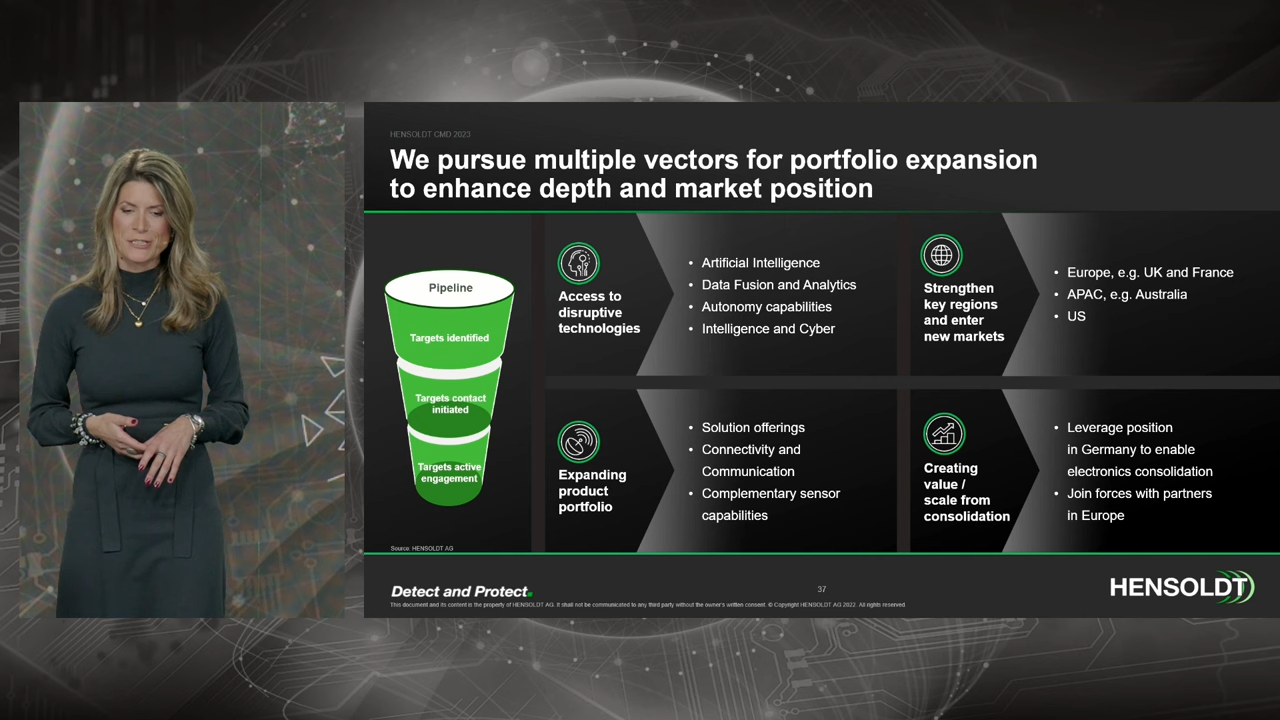 HENSOLDT CMD 2023
We pursue multiple vectors for portfolio expansion
to enhance depth and market position
Pipeline
Targets identified
Targets contact
initiated
Targets active
engagement
Access to
disruptive
technologies
• Artificial Intelligence
• Data Fusion and Analytics
• Autonomy capabilities
• Intelligence and Cyber
Strengthen
key regions
and enter
new markets
• Europe, e.g. UK and France
• APAC, e.g. Australia
• US
Expanding
product
portfolio
• Solution offerings
• Connectivity and
Communication
• Complementary sensor
capabilities
Creating
value /
scale from
consolidation
• Leverage position
in Germany to enable
electronics consolidation
• Join forces with partners
in Europe
Source: HENSOLDT AG
Detect and Protect.
37
HENSOLDT
This document and its content is the property of HENSOLDT AG. It shall not be communicated to any third party without the owner's written consent. © Copyright HENSOLDT AG 2022. All rights reserved.